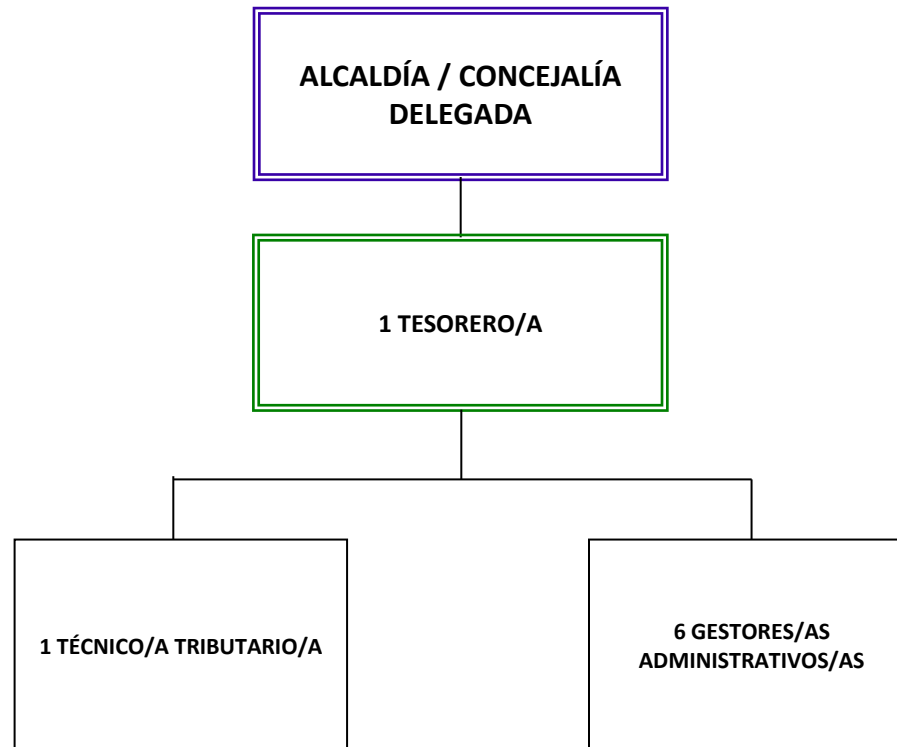 ALCALDÍA / CONCEJALÍA
DELEGADA
1 TESORERO/A
1 TÉCNICO/A TRIBUTARIO/A
6 GESTORES/AS
ADMINISTRATIVOS/AS